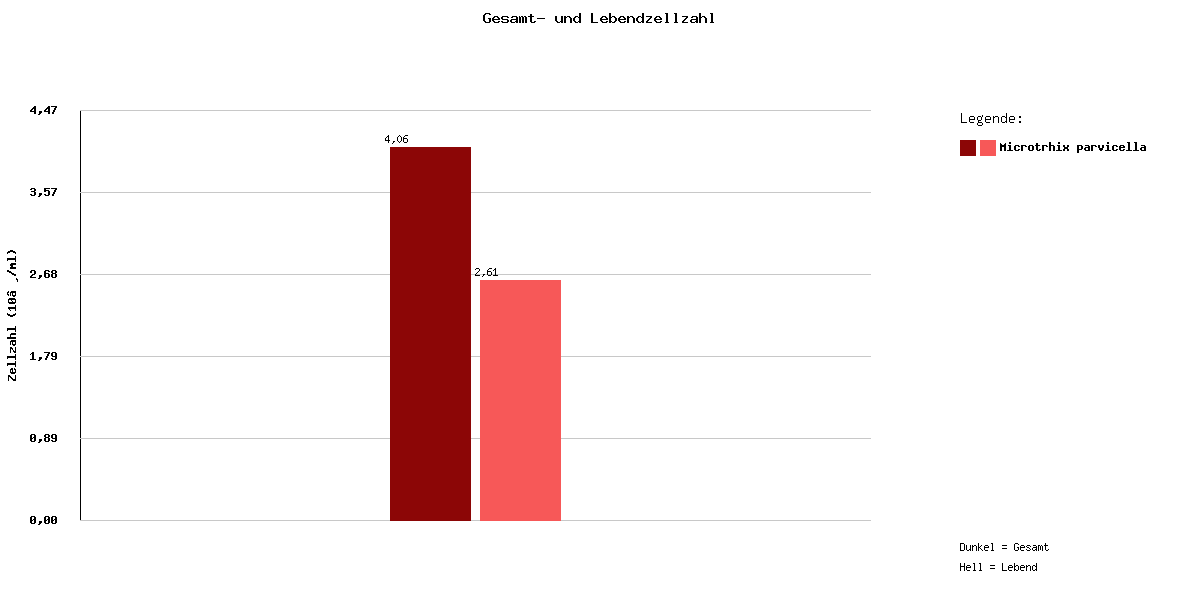 Gesamt- und Lebendzellzahl
4,47
3,57
2,68
1,79
0,89
0,00
Zellzahl (10â¸/ml)
4,06
2,61
Legende:
Microtrhix parvicella
Dunkel = Gesamt
Hell = Lebend